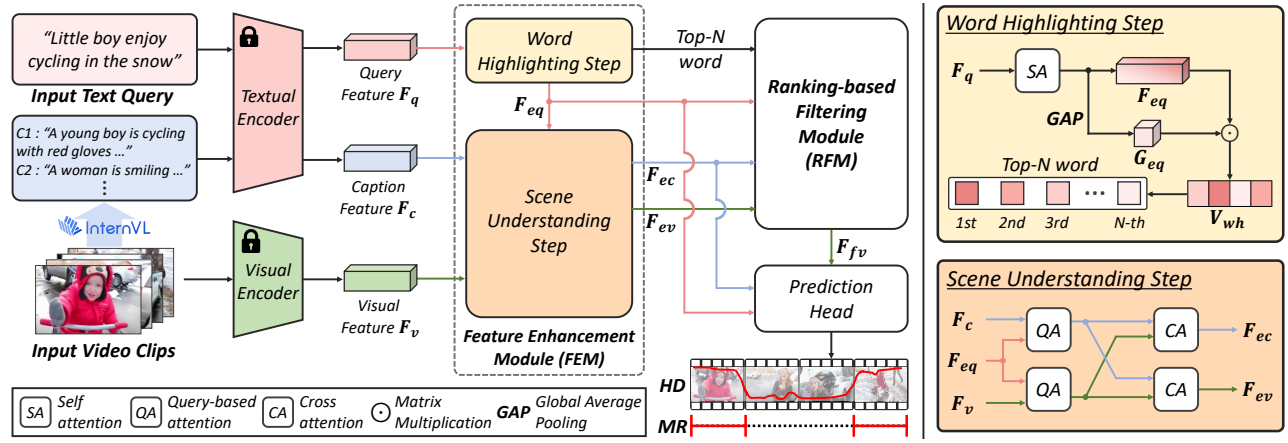 “Little boy enjoy
cycling in the snow”
Input Text Query
C1 : “A young boy is cycling
with red gloves …”
C2 : “A woman is smiling …”
⋮
InternVL
Input Video Clips
Textual
Encoder
Visual
Encoder
Query
Feature F_q
Caption
Feature F_c
Visual
Feature F_v
Word
Highlighting Step
F_eq
Scene
Understanding
Step
Feature Enhancement
Module (FEM)
Top-N
word
F_ec
F_ev
Ranking-based
Filtering
Module
(RFM)
F_fv
Prediction
Head
HD
MR
SA Self
attention
QA Query-based
attention
CA Cross
attention
⊙ Matrix
Multiplication
GAP Global Average
Pooling
Word Highlighting Step
F_q
SA
F_eq
GAP
G_eq
Top-N word
1st 2nd 3rd ••• N-th
V_wh
Scene Understanding Step
F_c QA CA F_ec
F_eq
F_v QA CA F_ev